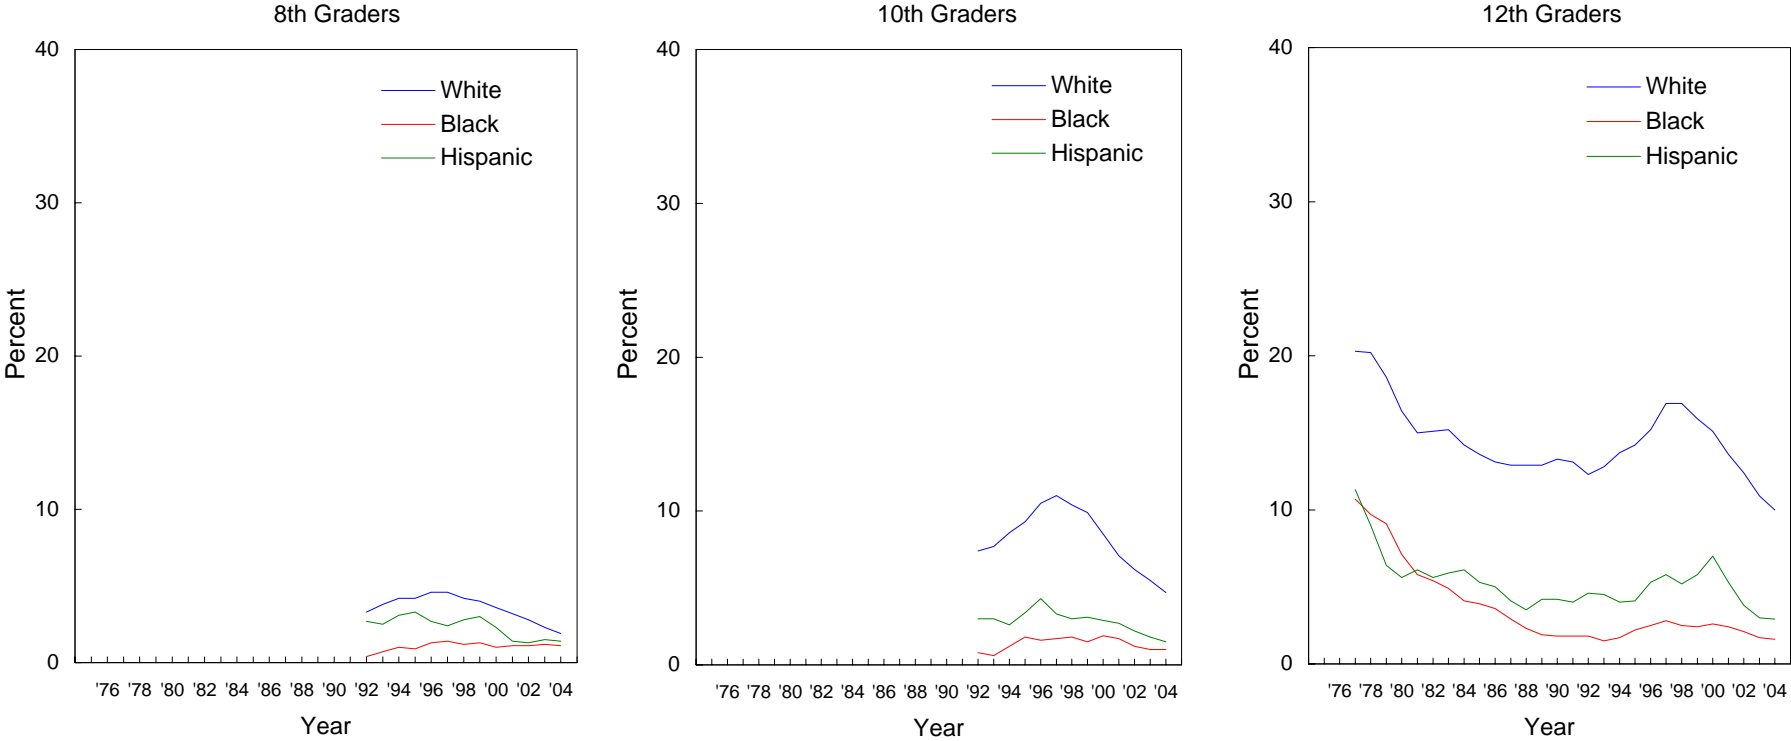 8th Graders
40
30
20
10
0
Percent
White
Black
Hispanic
'76 '78 '80 '82 '84 '86 '88 '90 '92 '94 '96 '98 '00 '02 '04
Year
10th Graders
40
30
20
10
0
Percent
White
Black
Hispanic
'76 '78 '80 '82 '84 '86 '88 '90 '92 '94 '96 '98 '00 '02 '04
Year
12th Graders
40
30
20
10
0
Percent
White
Black
Hispanic
'76 '78 '80 '82 '84 '86 '88 '90 '92 '94 '96 '98 '00 '02 '04
Year